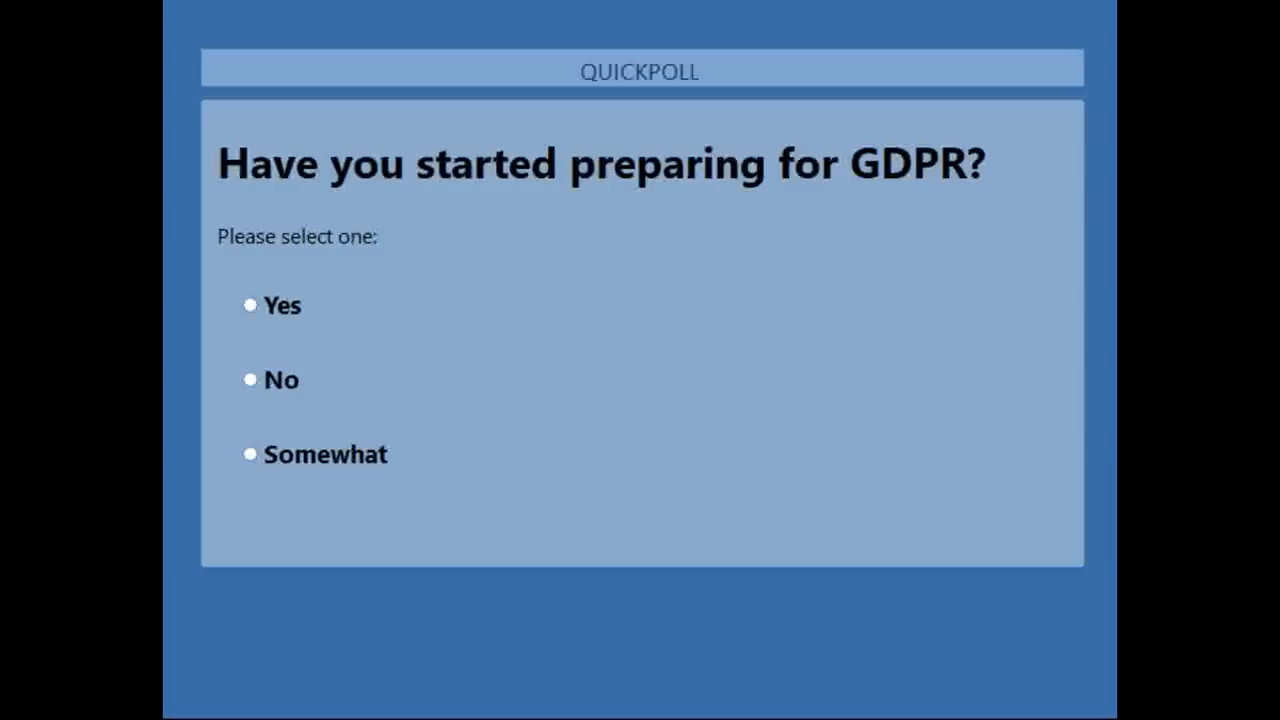 QUICKPOLL
Have you started preparing for GDPR?
Please select one:
Yes
No
Somewhat